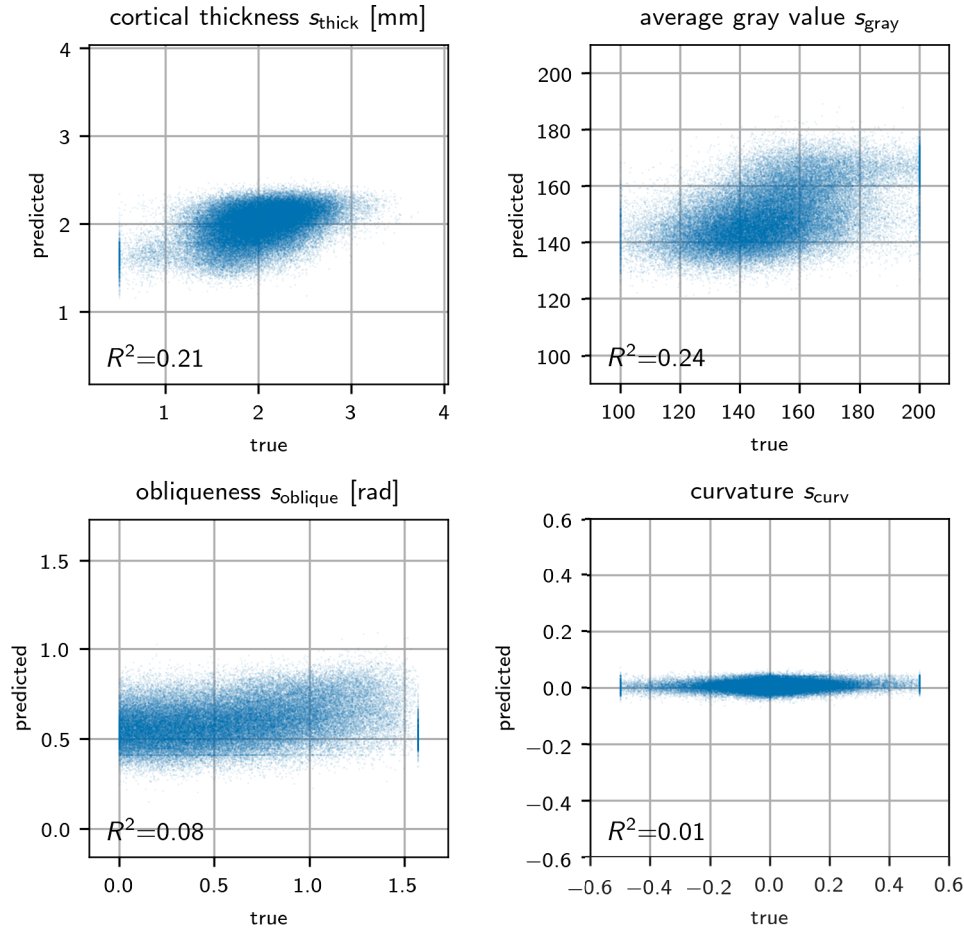 cortical thickness s_thick [mm]
4
3
2
1
predicted
R²=0.21
1 2 3 4
true
average gray value s_gray
200
180
160
140
120
100
predicted
R²=0.24
100 120 140 160 180 200
true
obliqueness s_oblique [rad]
1.5
1.0
0.5
0.0
predicted
R²=0.08
0.0 0.5 1.0 1.5
true
curvature s_curv
0.6
0.4
0.2
0.0
−0.2
−0.4
−0.6
predicted
R²=0.01
−0.6 −0.4 −0.2 0.0 0.2 0.4 0.6
true